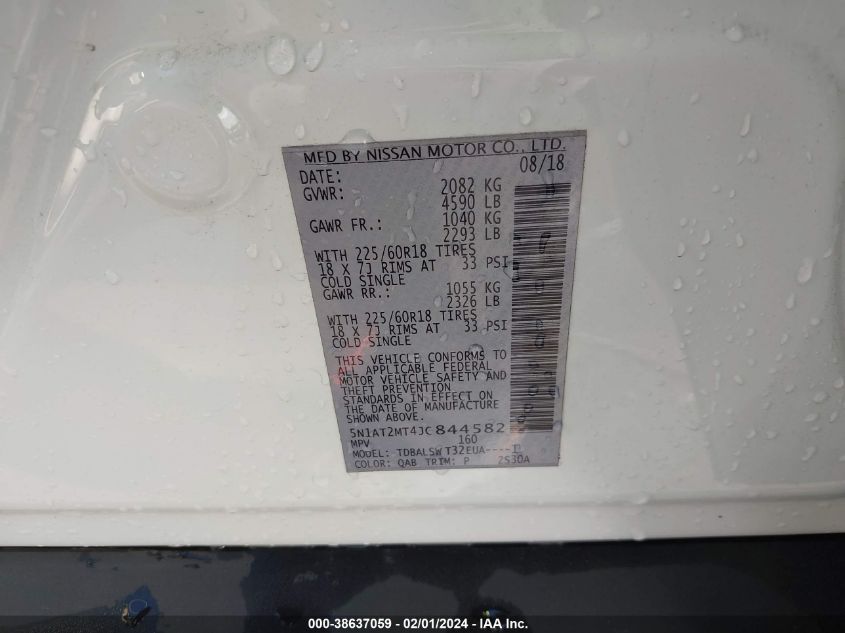 MFD BY NISSAN MOTOR CO., LTD.
DATE: 08/18
GVWR: 2082 KG
4590 LB
GAWR FR.: 1040 KG
2293 LB
WITH 225/60R18 TIRES
18 X 7J RIMS AT 33 PSI
COLD SINGLE
GAWR RR.: 1055 KG
2326 LB
WITH 225/60R18 TIRES
18 X 7J RIMS AT 33 PSI
COLD SINGLE
THIS VEHICLE CONFORMS TO
ALL APPLICABLE FEDERAL
MOTOR VEHICLE SAFETY AND
THEFT PREVENTION
STANDARDS IN EFFECT ON
THE DATE OF MANUFACTURE
SHOWN ABOVE.
5N1AT2MT4JC844582
MPV 160
MODEL: TDBALSWT32EUA----
COLOR: QAB TRIM: P 2S30A
000-38637059 - 02/01/2024 - IAA Inc.